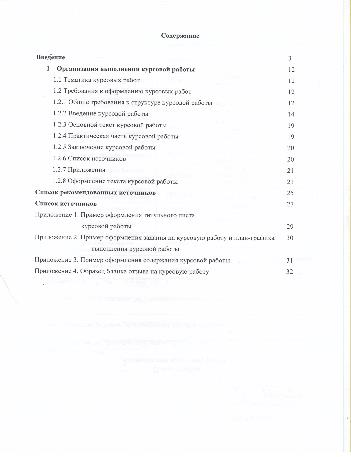 Содержание
Введение 3
1 Организация выполнения курсовой работы 12
1.1 Тематика курсовых работ 12
1.2 Требования к оформлению курсовых работ 12
1.2.1 Общие требования к структуре курсовой работы 12
1.2.2 Введение курсовой работы 14
1.2.3 Основной текст курсовой работы 19
1.2.4 Практическая часть курсовой работы 9
1.2.5 Заключение курсовой работы 20
1.2.6 Список источников 20
1.2.7 Приложения 21
1.2.8 Оформление текста курсовой работы 21
Список рекомендованных источников 25
Список источников 27
Приложение 1. Пример оформления титульного листа
курсовой работы 29
Приложение 2. Пример оформления задания на курсовую работу и план-графика 30
выполнения курсовой работы
Приложение 3. Пример оформления содержания курсовой работы 31
Приложение 4. Образец бланка отзыва на курсовую работу 32